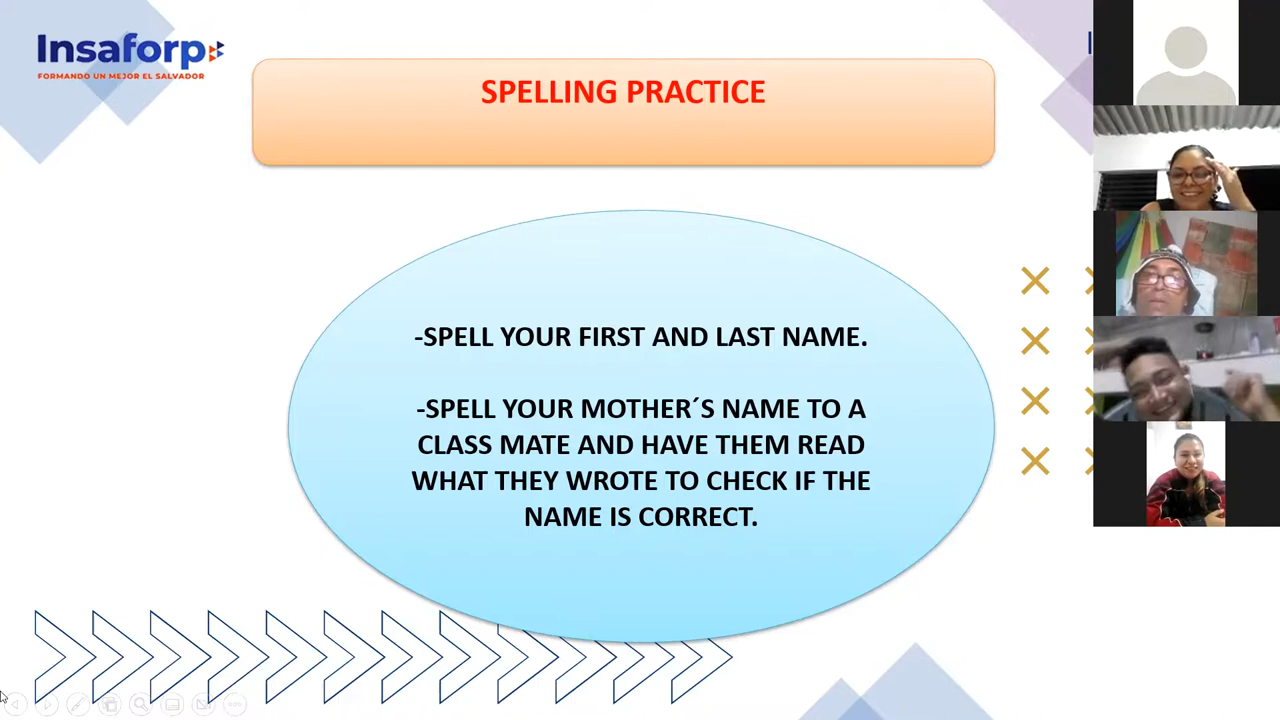 Insaforp
FORMANDO UN MEJOR EL SALVADOR
SPELLING PRACTICE
-SPELL YOUR FIRST AND LAST NAME.
-SPELL YOUR MOTHER´S NAME TO A
CLASS MATE AND HAVE THEM READ
WHAT THEY WROTE TO CHECK IF THE
NAME IS CORRECT.